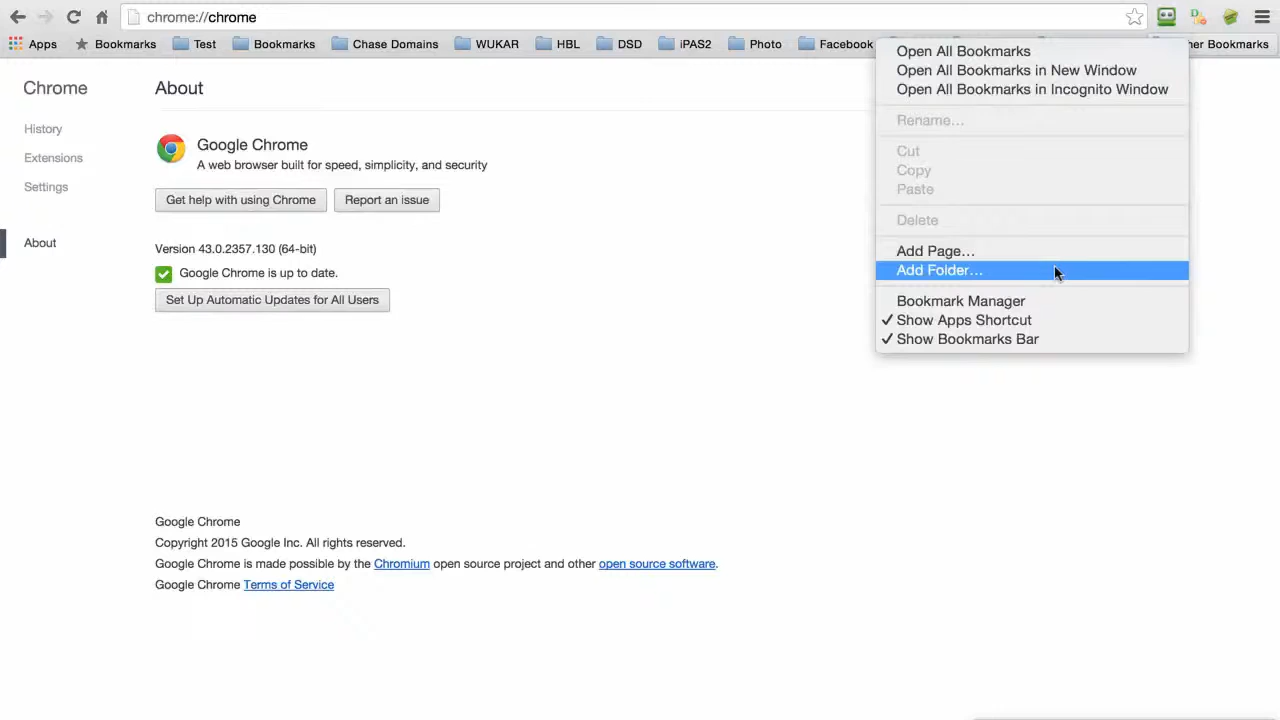 chrome://chrome
Apps Bookmarks Test Bookmarks Chase Domains WUKAR HBL DSD iPAS2 Photo Facebook Bookmarks
Open All Bookmarks
Open All Bookmarks in New Window
Open All Bookmarks in Incognito Window
Rename...
Cut
Copy
Paste
Delete
Add Page...
Add Folder...
Bookmark Manager
✓ Show Apps Shortcut
✓ Show Bookmarks Bar
Chrome
History
Extensions
Settings
About
About
Google Chrome
A web browser built for speed, simplicity, and security
Get help with using Chrome Report an issue
Version 43.0.2357.130 (64-bit)
Google Chrome is up to date.
Set Up Automatic Updates for All Users
Google Chrome
Copyright 2015 Google Inc. All rights reserved.
Google Chrome is made possible by the Chromium open source project and other open source software.
Google Chrome Terms of Service